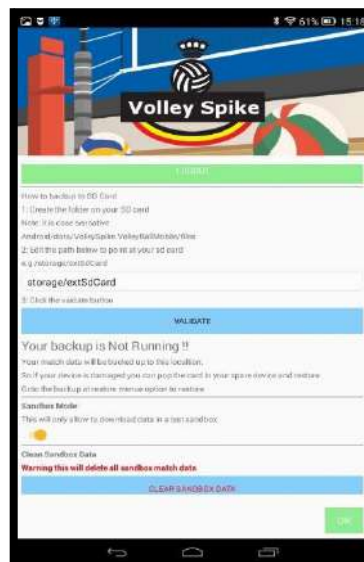 61% 15:18
Volley Spike
How to backup to SD Card
1: Create the folder on your SD card
Note: it is case sensitive
2: Edit the path below to point at your sd card
e.g /storage/extSdCard
storage/extSdCard
3: Click the validate button
VALIDATE
Your backup is Not Running !!
Your match data will be backed up to this location.
So if your device is damaged you can pop the card in your spare device and restore
Goto the backup or restore menu option to restore
Sandbox Mode
This will only allow to download data in a test sandbox
Clean Sandbox Data
Warning this will delete all sandbox match data
CLEAR SANDBOX DATA
OK